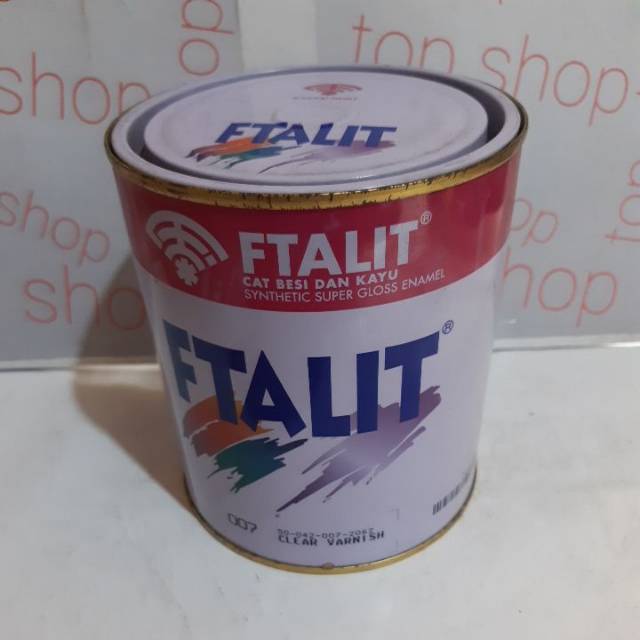 top shop
top
shop
shop
shop
FTALIT
FTALIT®
CAT BESI DAN KAYU
SYNTHETIC SUPER GLOSS ENAMEL
FTALIT®
007
CLEAR VARNISH